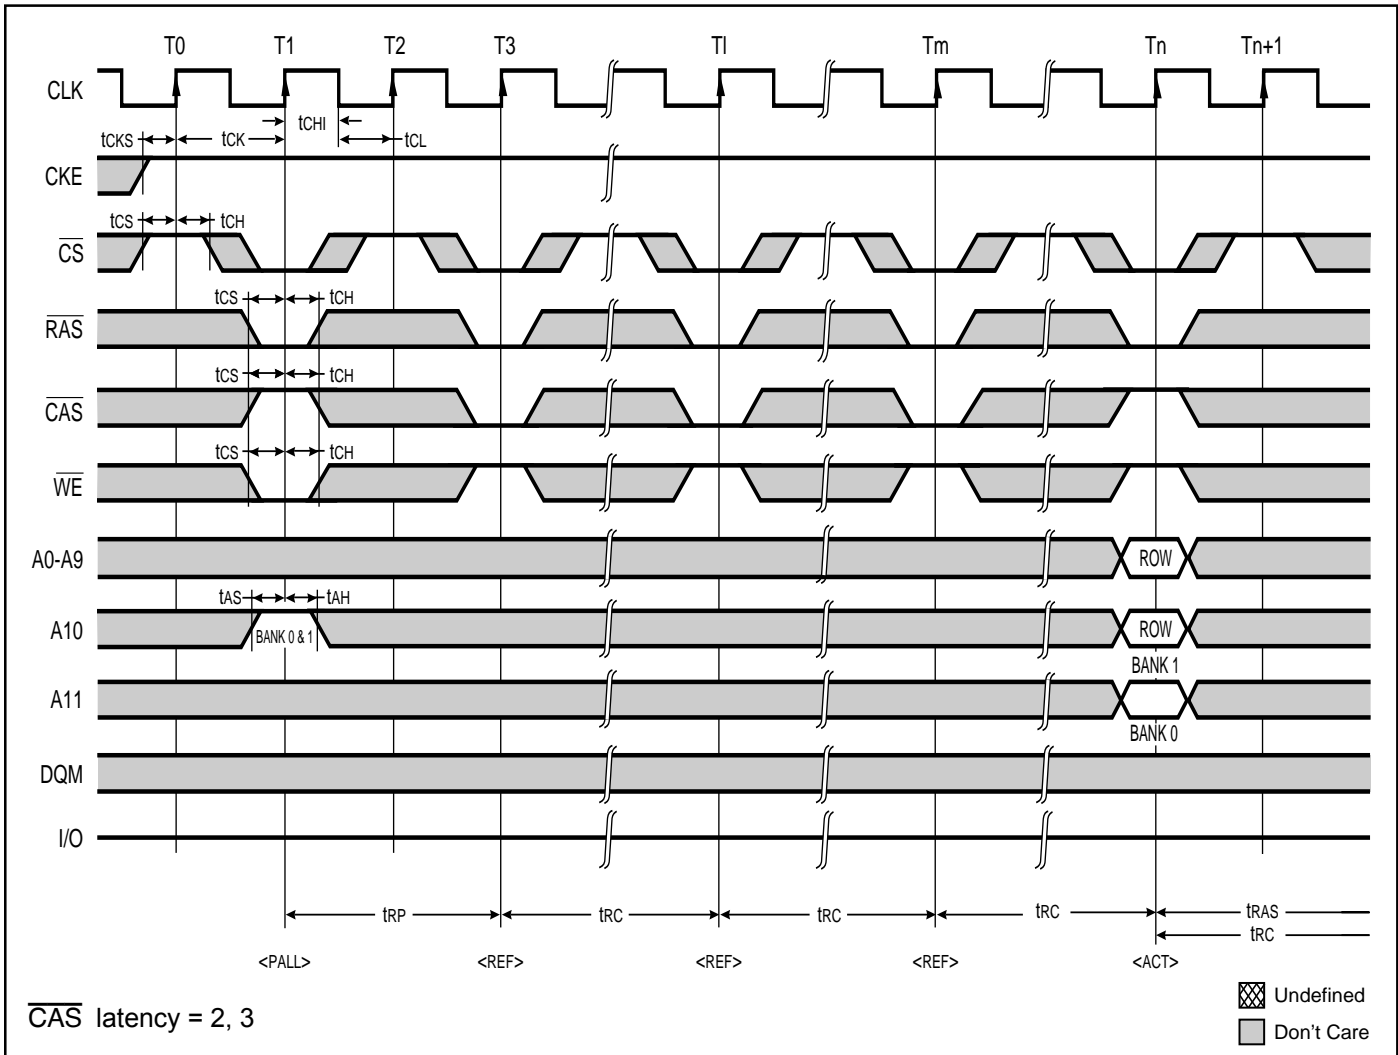 T0 T1 T2 T3 Tl Tm Tn Tn+1
CLK
tCHI
tCKS tCK tCL
CKE
tCS tCH
CS
tCS tCH
RAS
tCS tCH
CAS
tCS tCH
WE
A0-A9 ROW
tAS tAH
A10 BANK 0 & 1 ROW
BANK 1
A11
BANK 0
DQM
I/O
tRP tRC tRC tRC tRAS
tRC
<PALL> <REF> <REF> <REF> <ACT>
Undefined
CAS latency = 2, 3
Don't Care